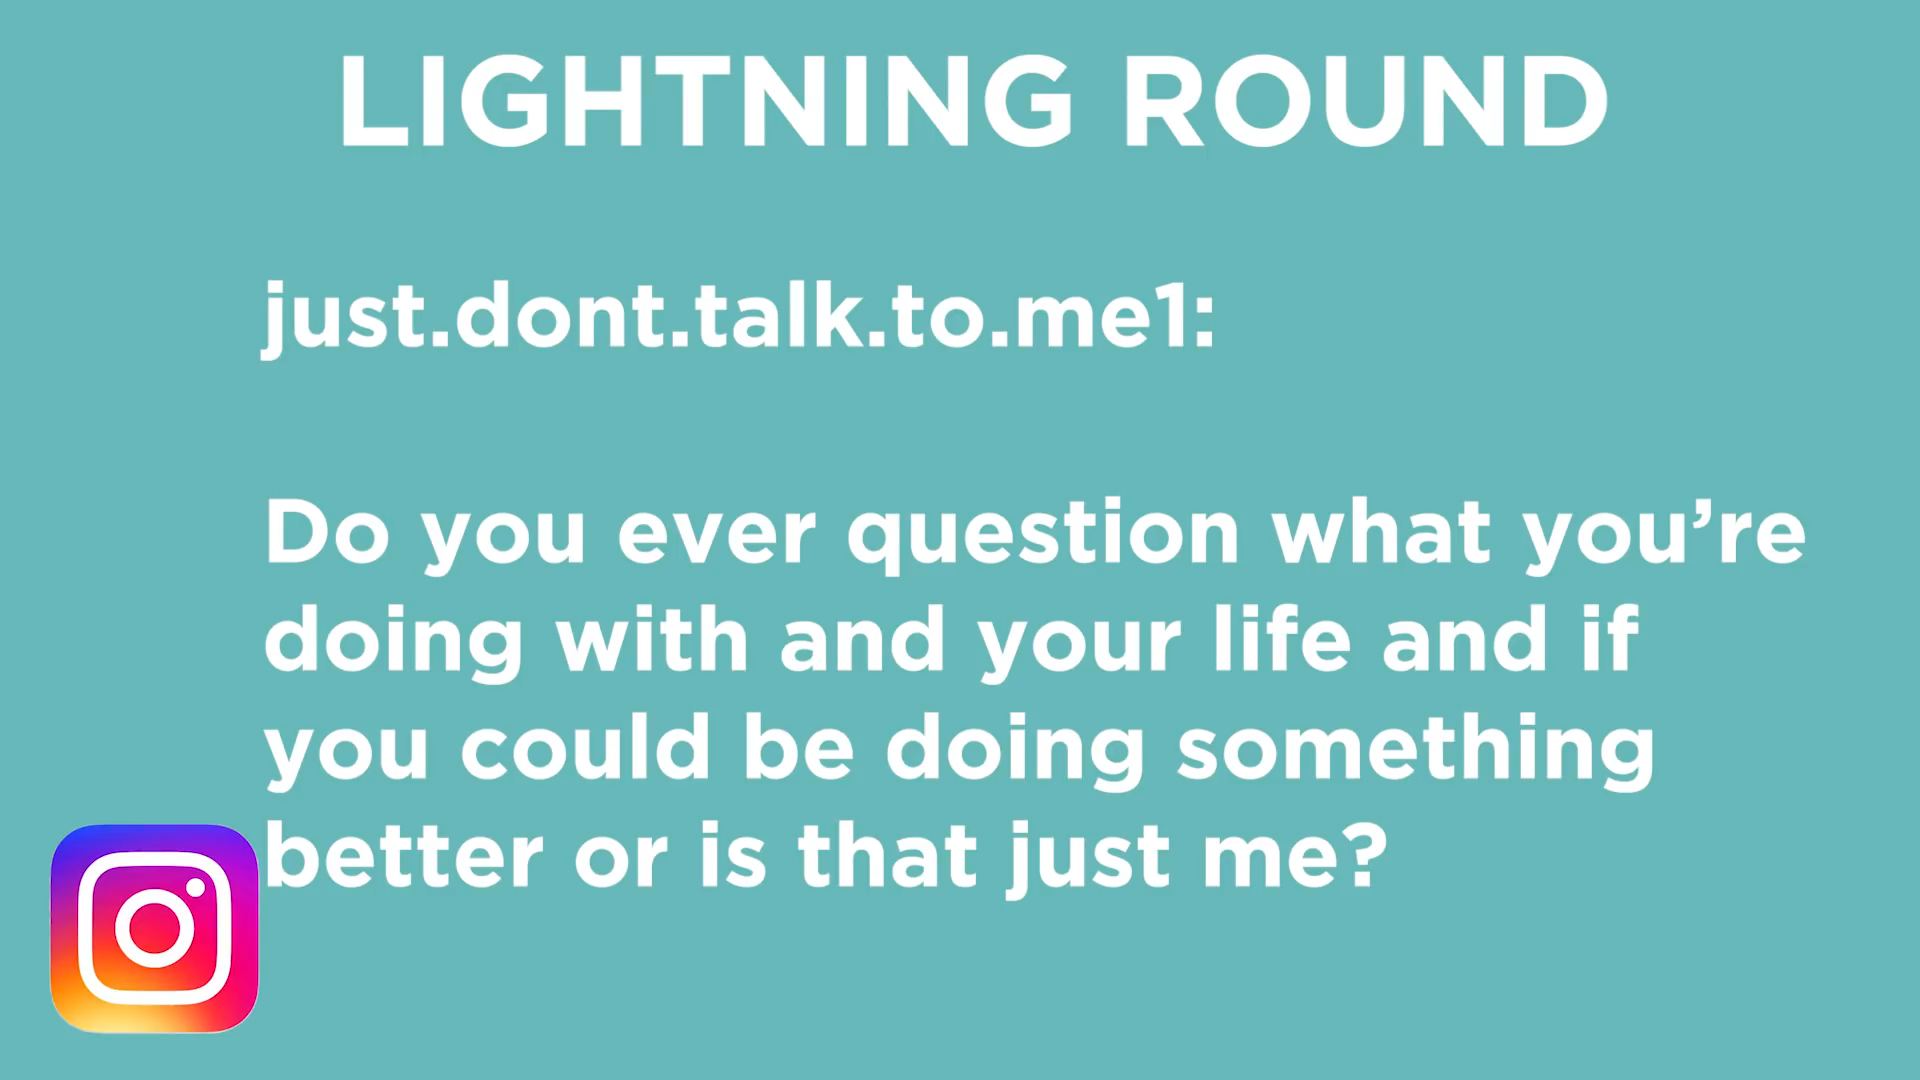 LIGHTNING ROUND
just.dont.talk.to.me1:
Do you ever question what you’re
doing with and your life and if
you could be doing something
better or is that just me?